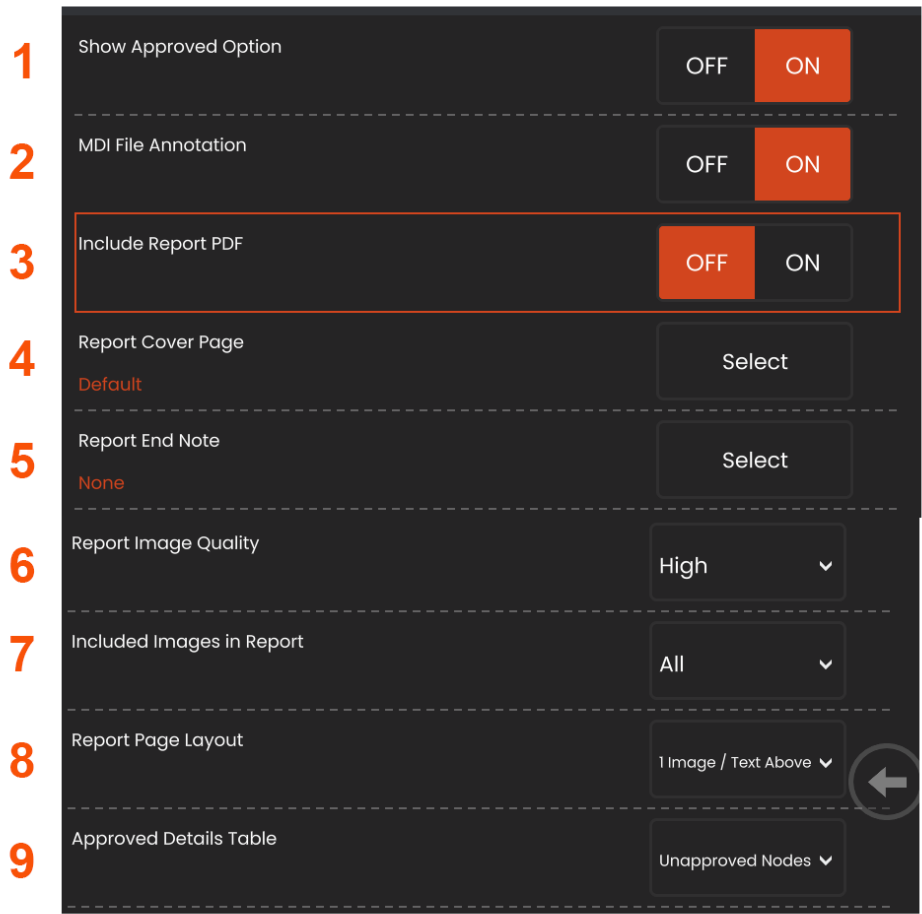 1 Show Approved Option OFF ON
2 MDI File Annotation OFF ON
3 Include Report PDF OFF ON
4 Report Cover Page Select
Default
5 Report End Note Select
None
6 Report Image Quality High
7 Included Images in Report All
8 Report Page Layout 1 Image / Text Above
9 Approved Details Table Unapproved Nodes